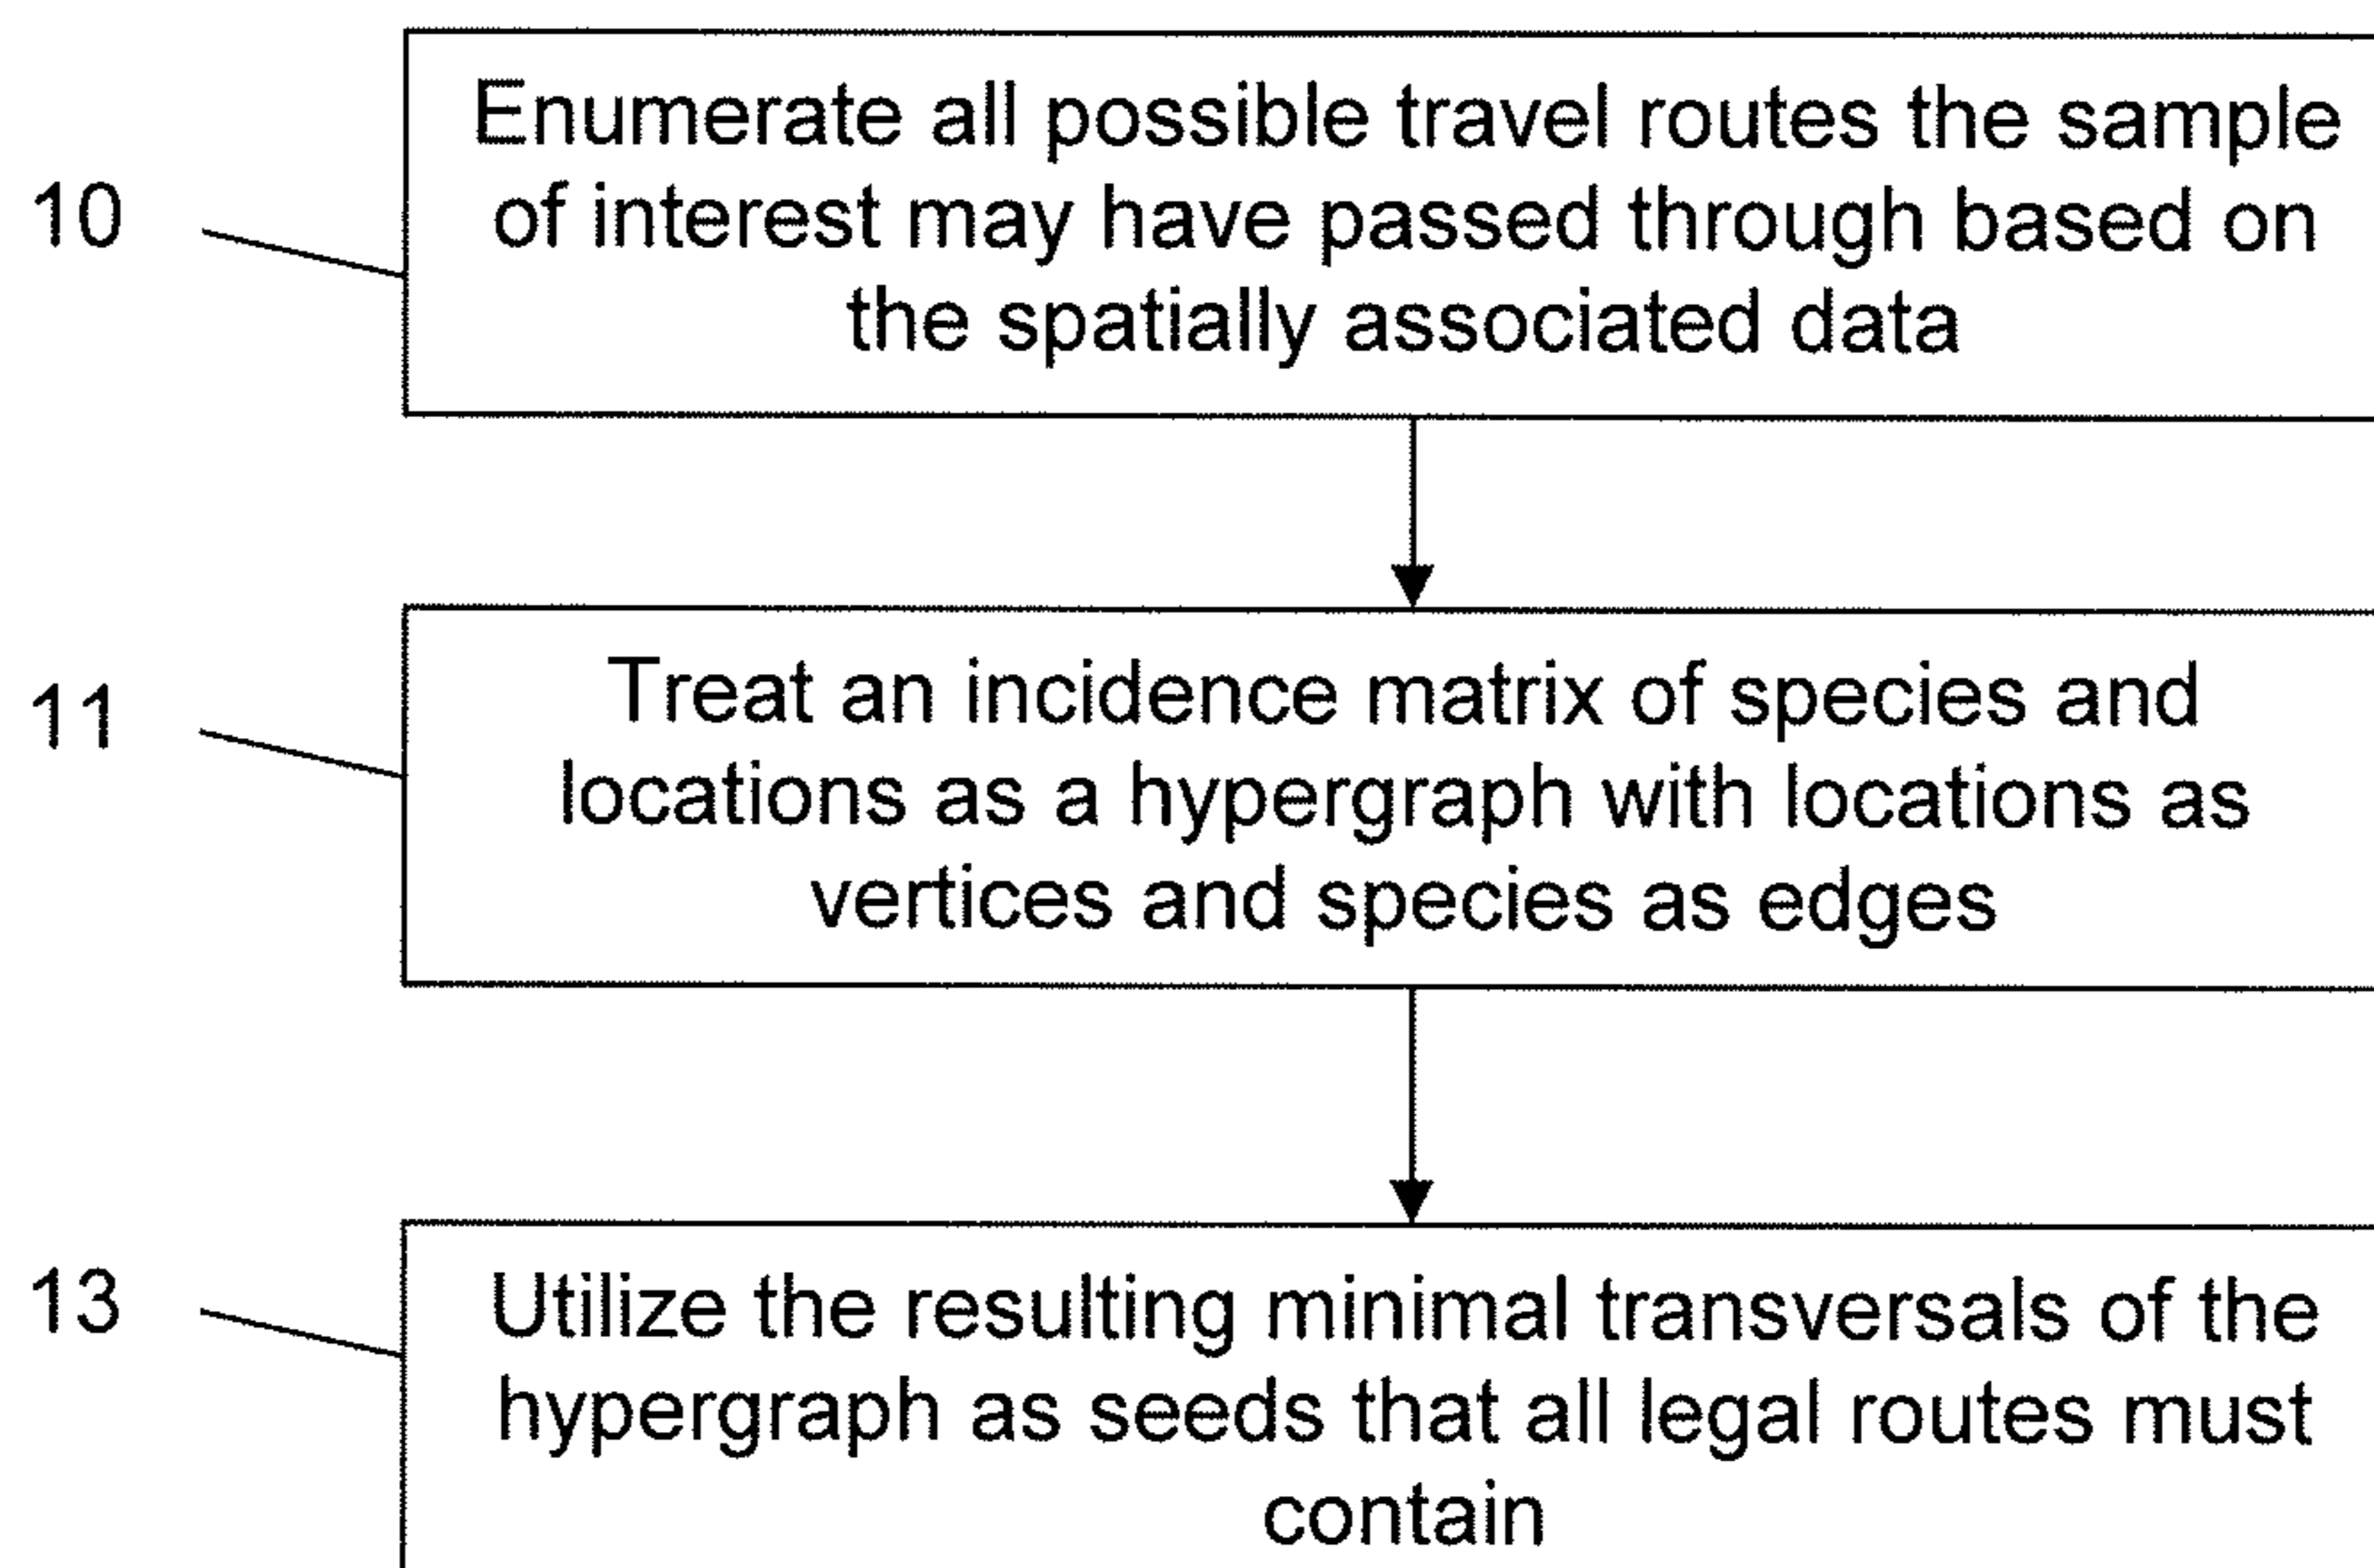 Enumerate all possible travel routes the sample
10
of interest may have passed through based on
the spatially associated data
Treat an incidence matrix of species and
11
locations as a hypergraph with locations as
vertices and species as edges
Utilize the resulting minimal transversals of the
13
hypergraph as seeds that all legal routes must
contain